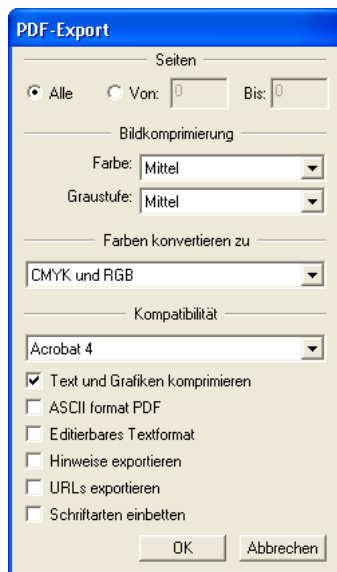 PDF-Export
Seiten
Alle Von: 0 Bis: 0
Bildkomprimierung
Farbe: Mittel
Graustufe: Mittel
Farben konvertieren zu
CMYK und RGB
Kompatibilität
Acrobat 4
Text und Grafiken komprimieren
ASCII format PDF
Editierbares Textformat
Hinweise exportieren
URLs exportieren
Schriftarten einbetten
OK Abbrechen